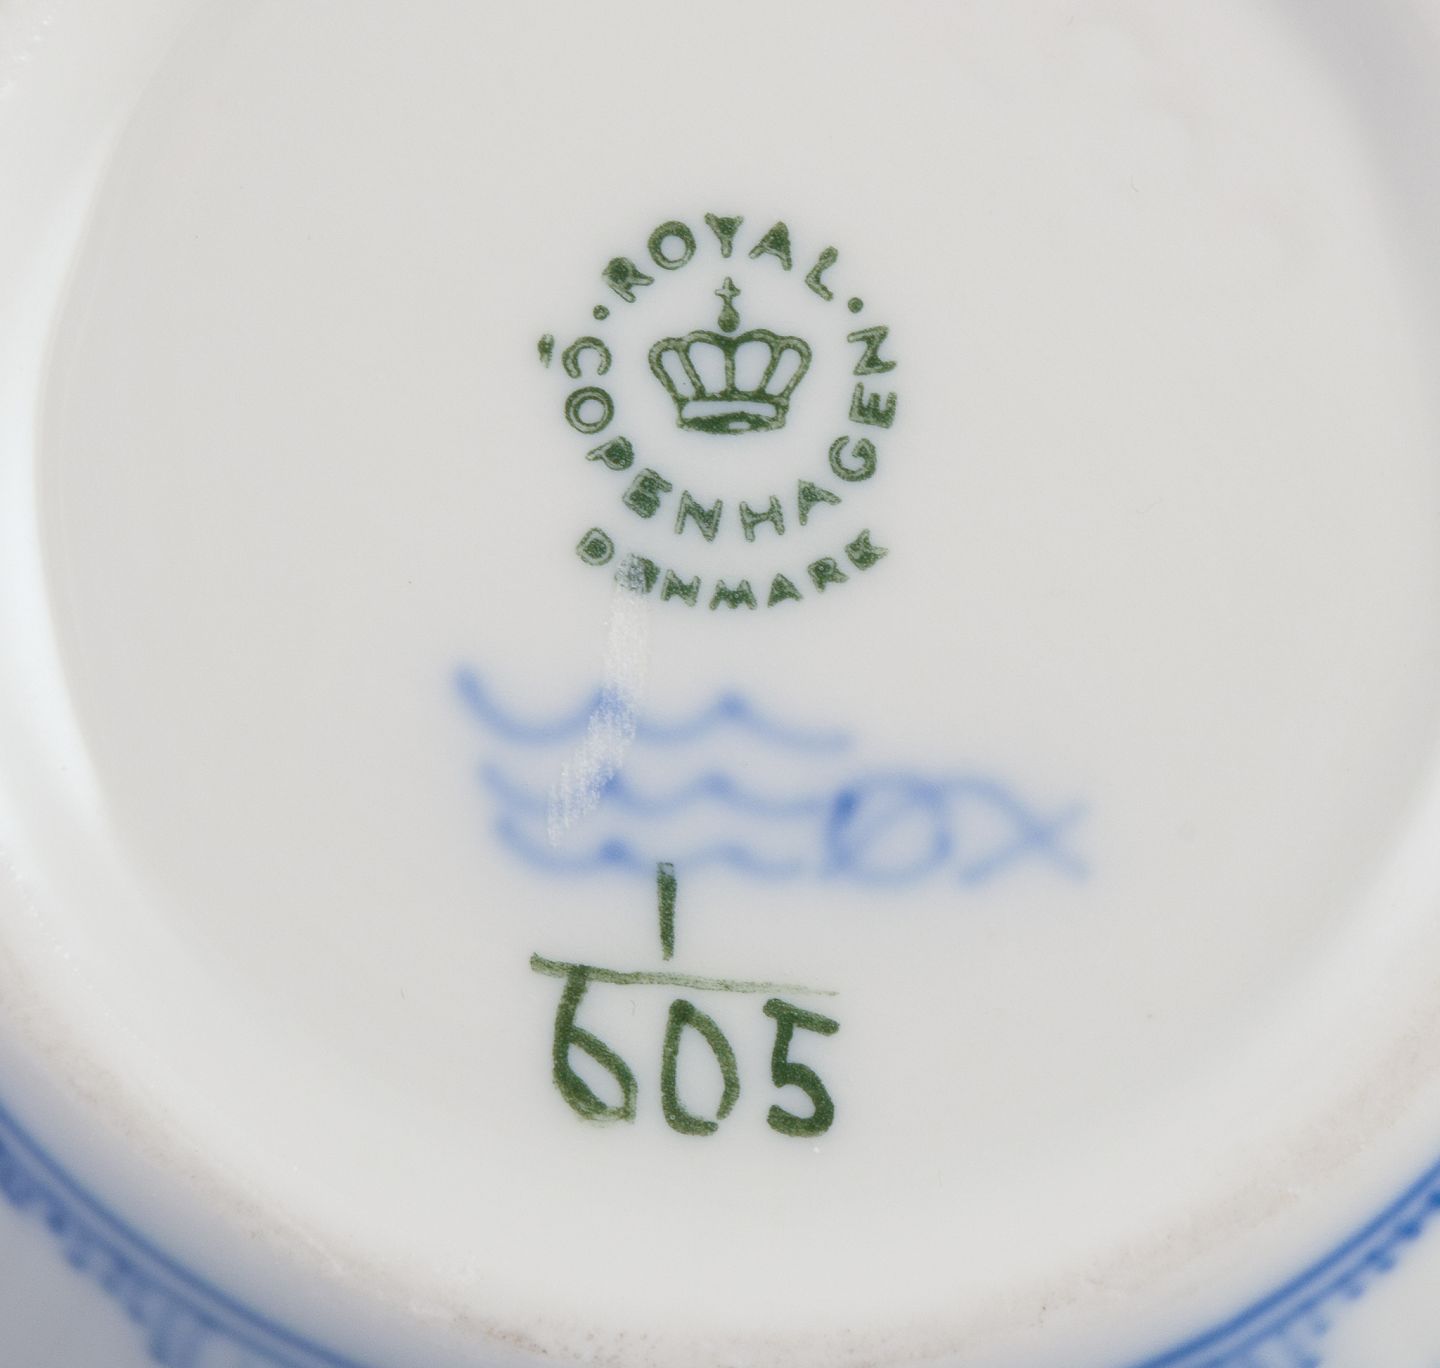 ·ROYAL·
COPENHAGEN
DENMARK
1
605